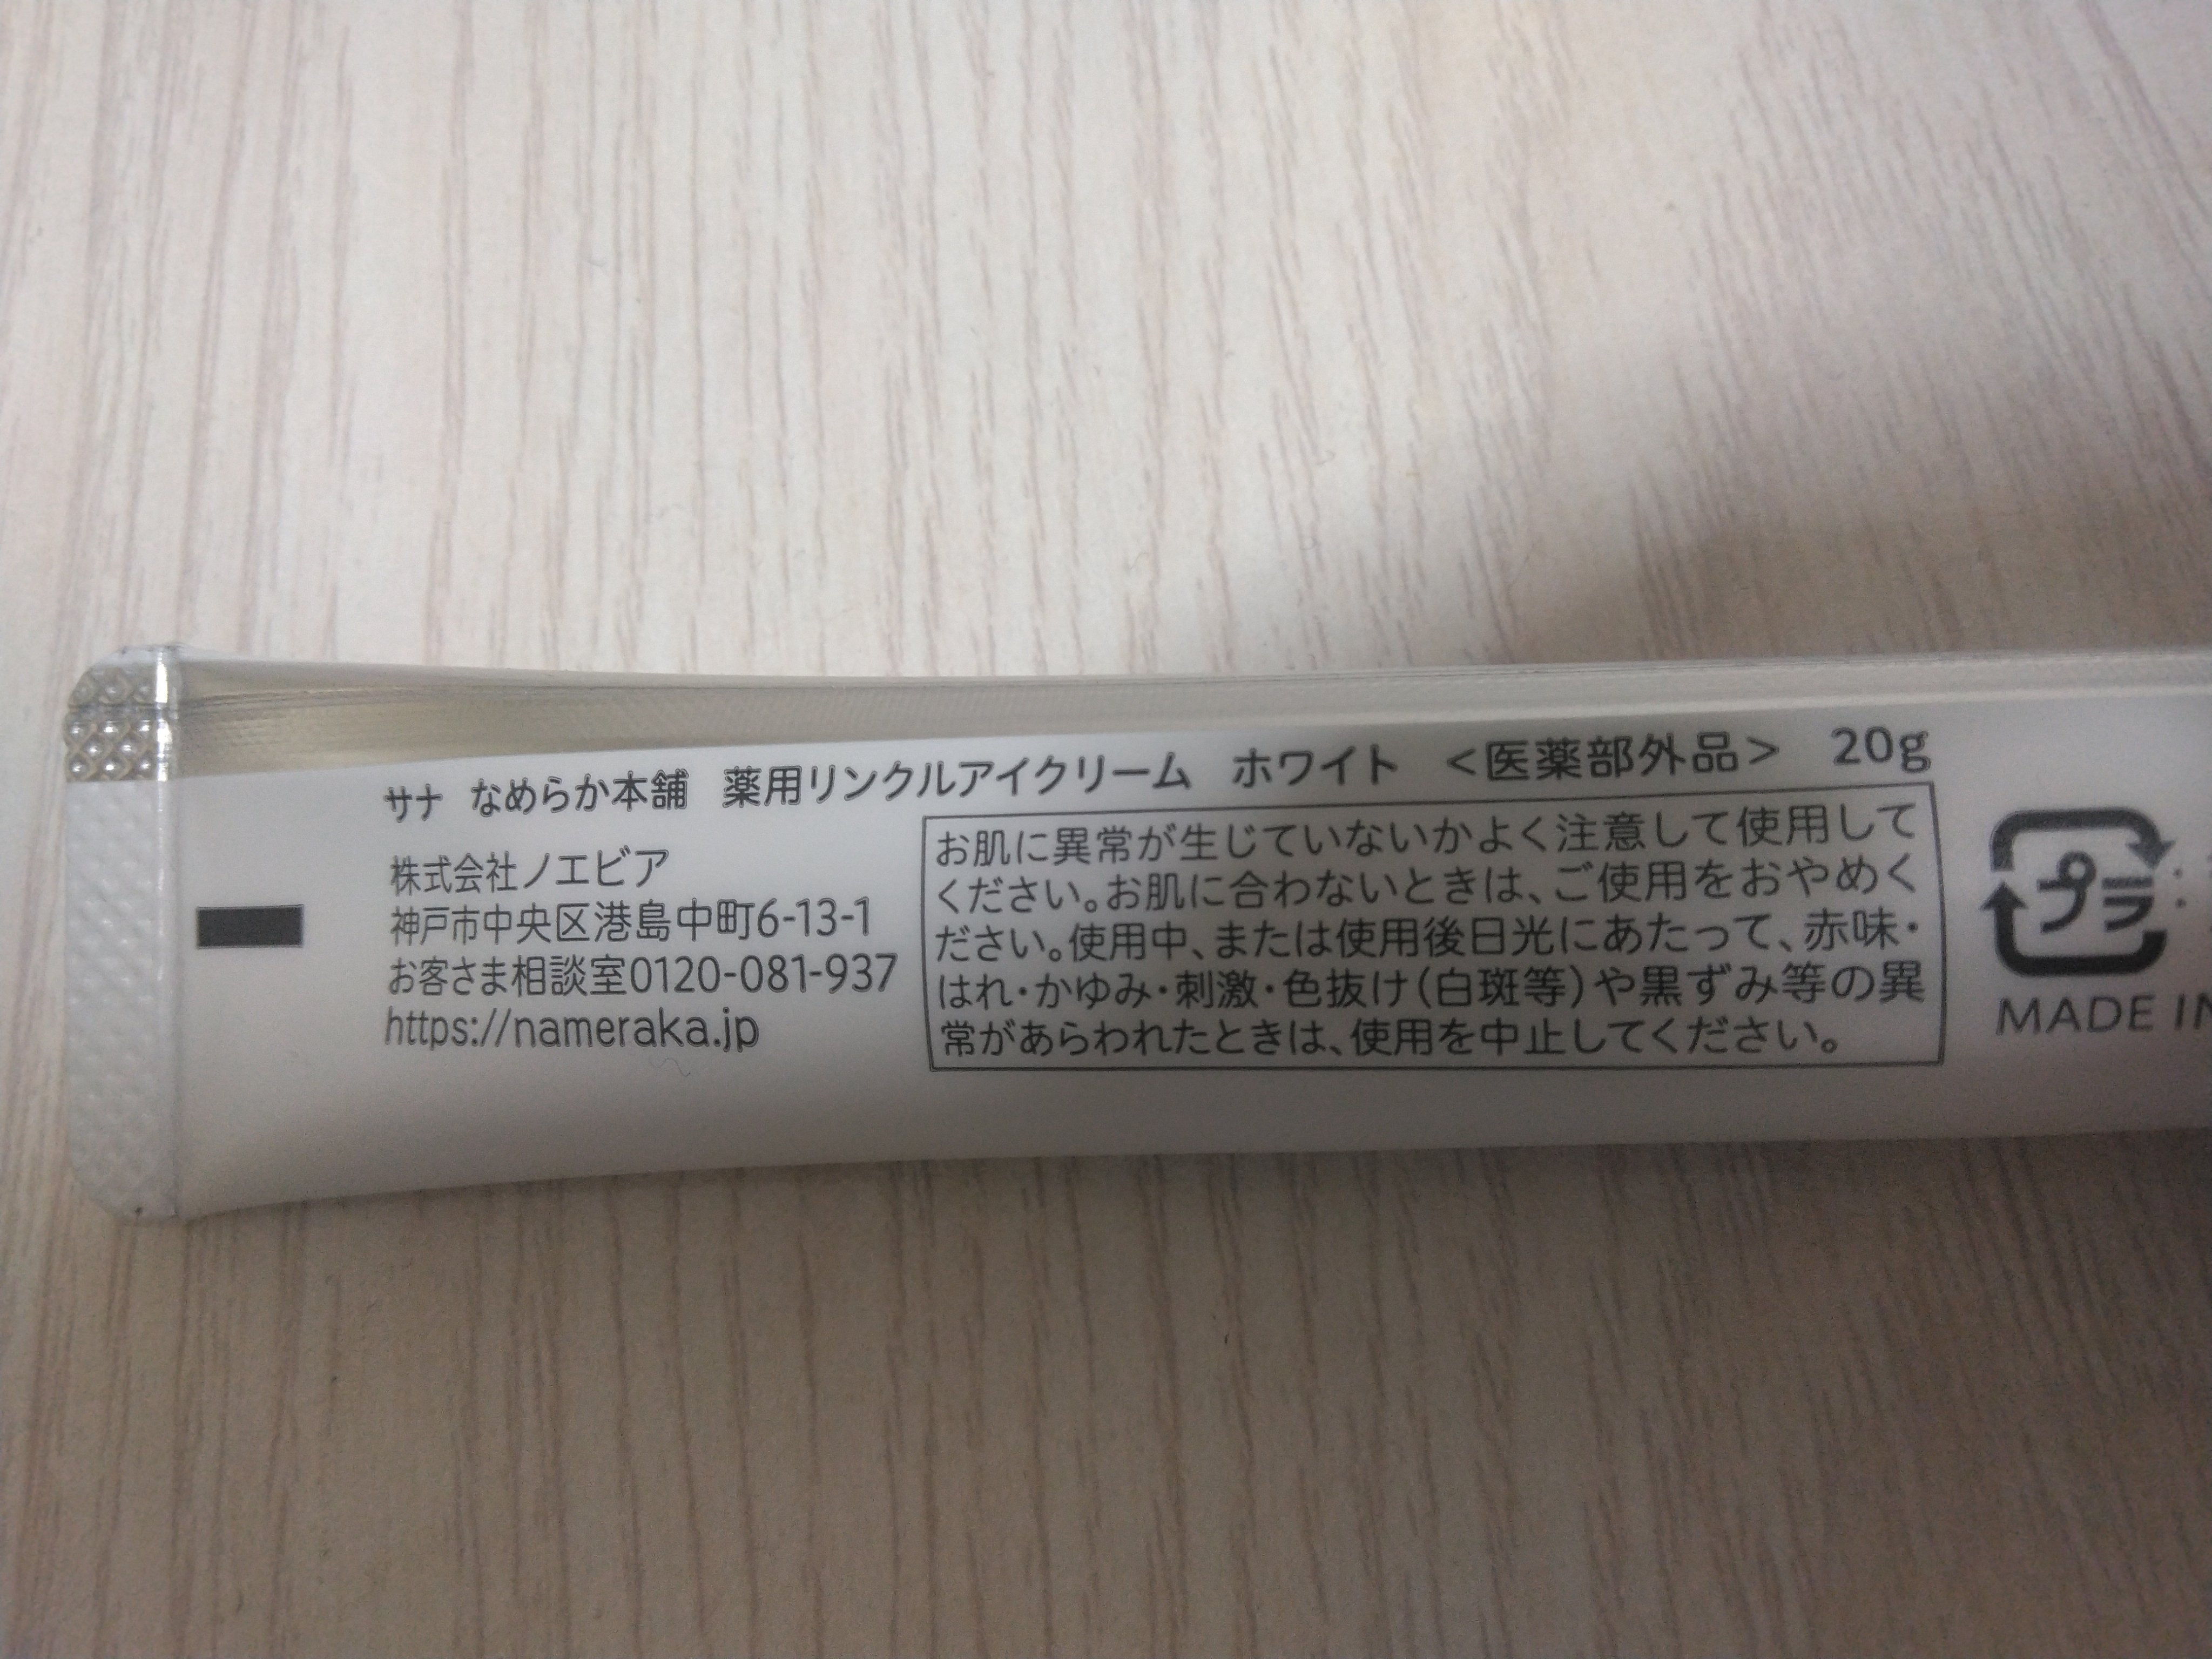 サナ なめらか本舗 薬用リンクルアイクリーム ホワイト <医薬部外品> 20g
株式会社ノエビア
神戸市中央区港島中町6-13-1
お客さま相談室0120-081-937
https://nameraka.jp
お肌に異常が生じていないかよく注意して使用して
ください。お肌に合わないときは、ご使用をおやめく
ださい。使用中、または使用後日光にあたって、赤味・
はれ・かゆみ・刺激・色抜け(白斑等)や黒ずみ等の異
常があらわれたときは、使用を中止してください。
プラ
MADE IN